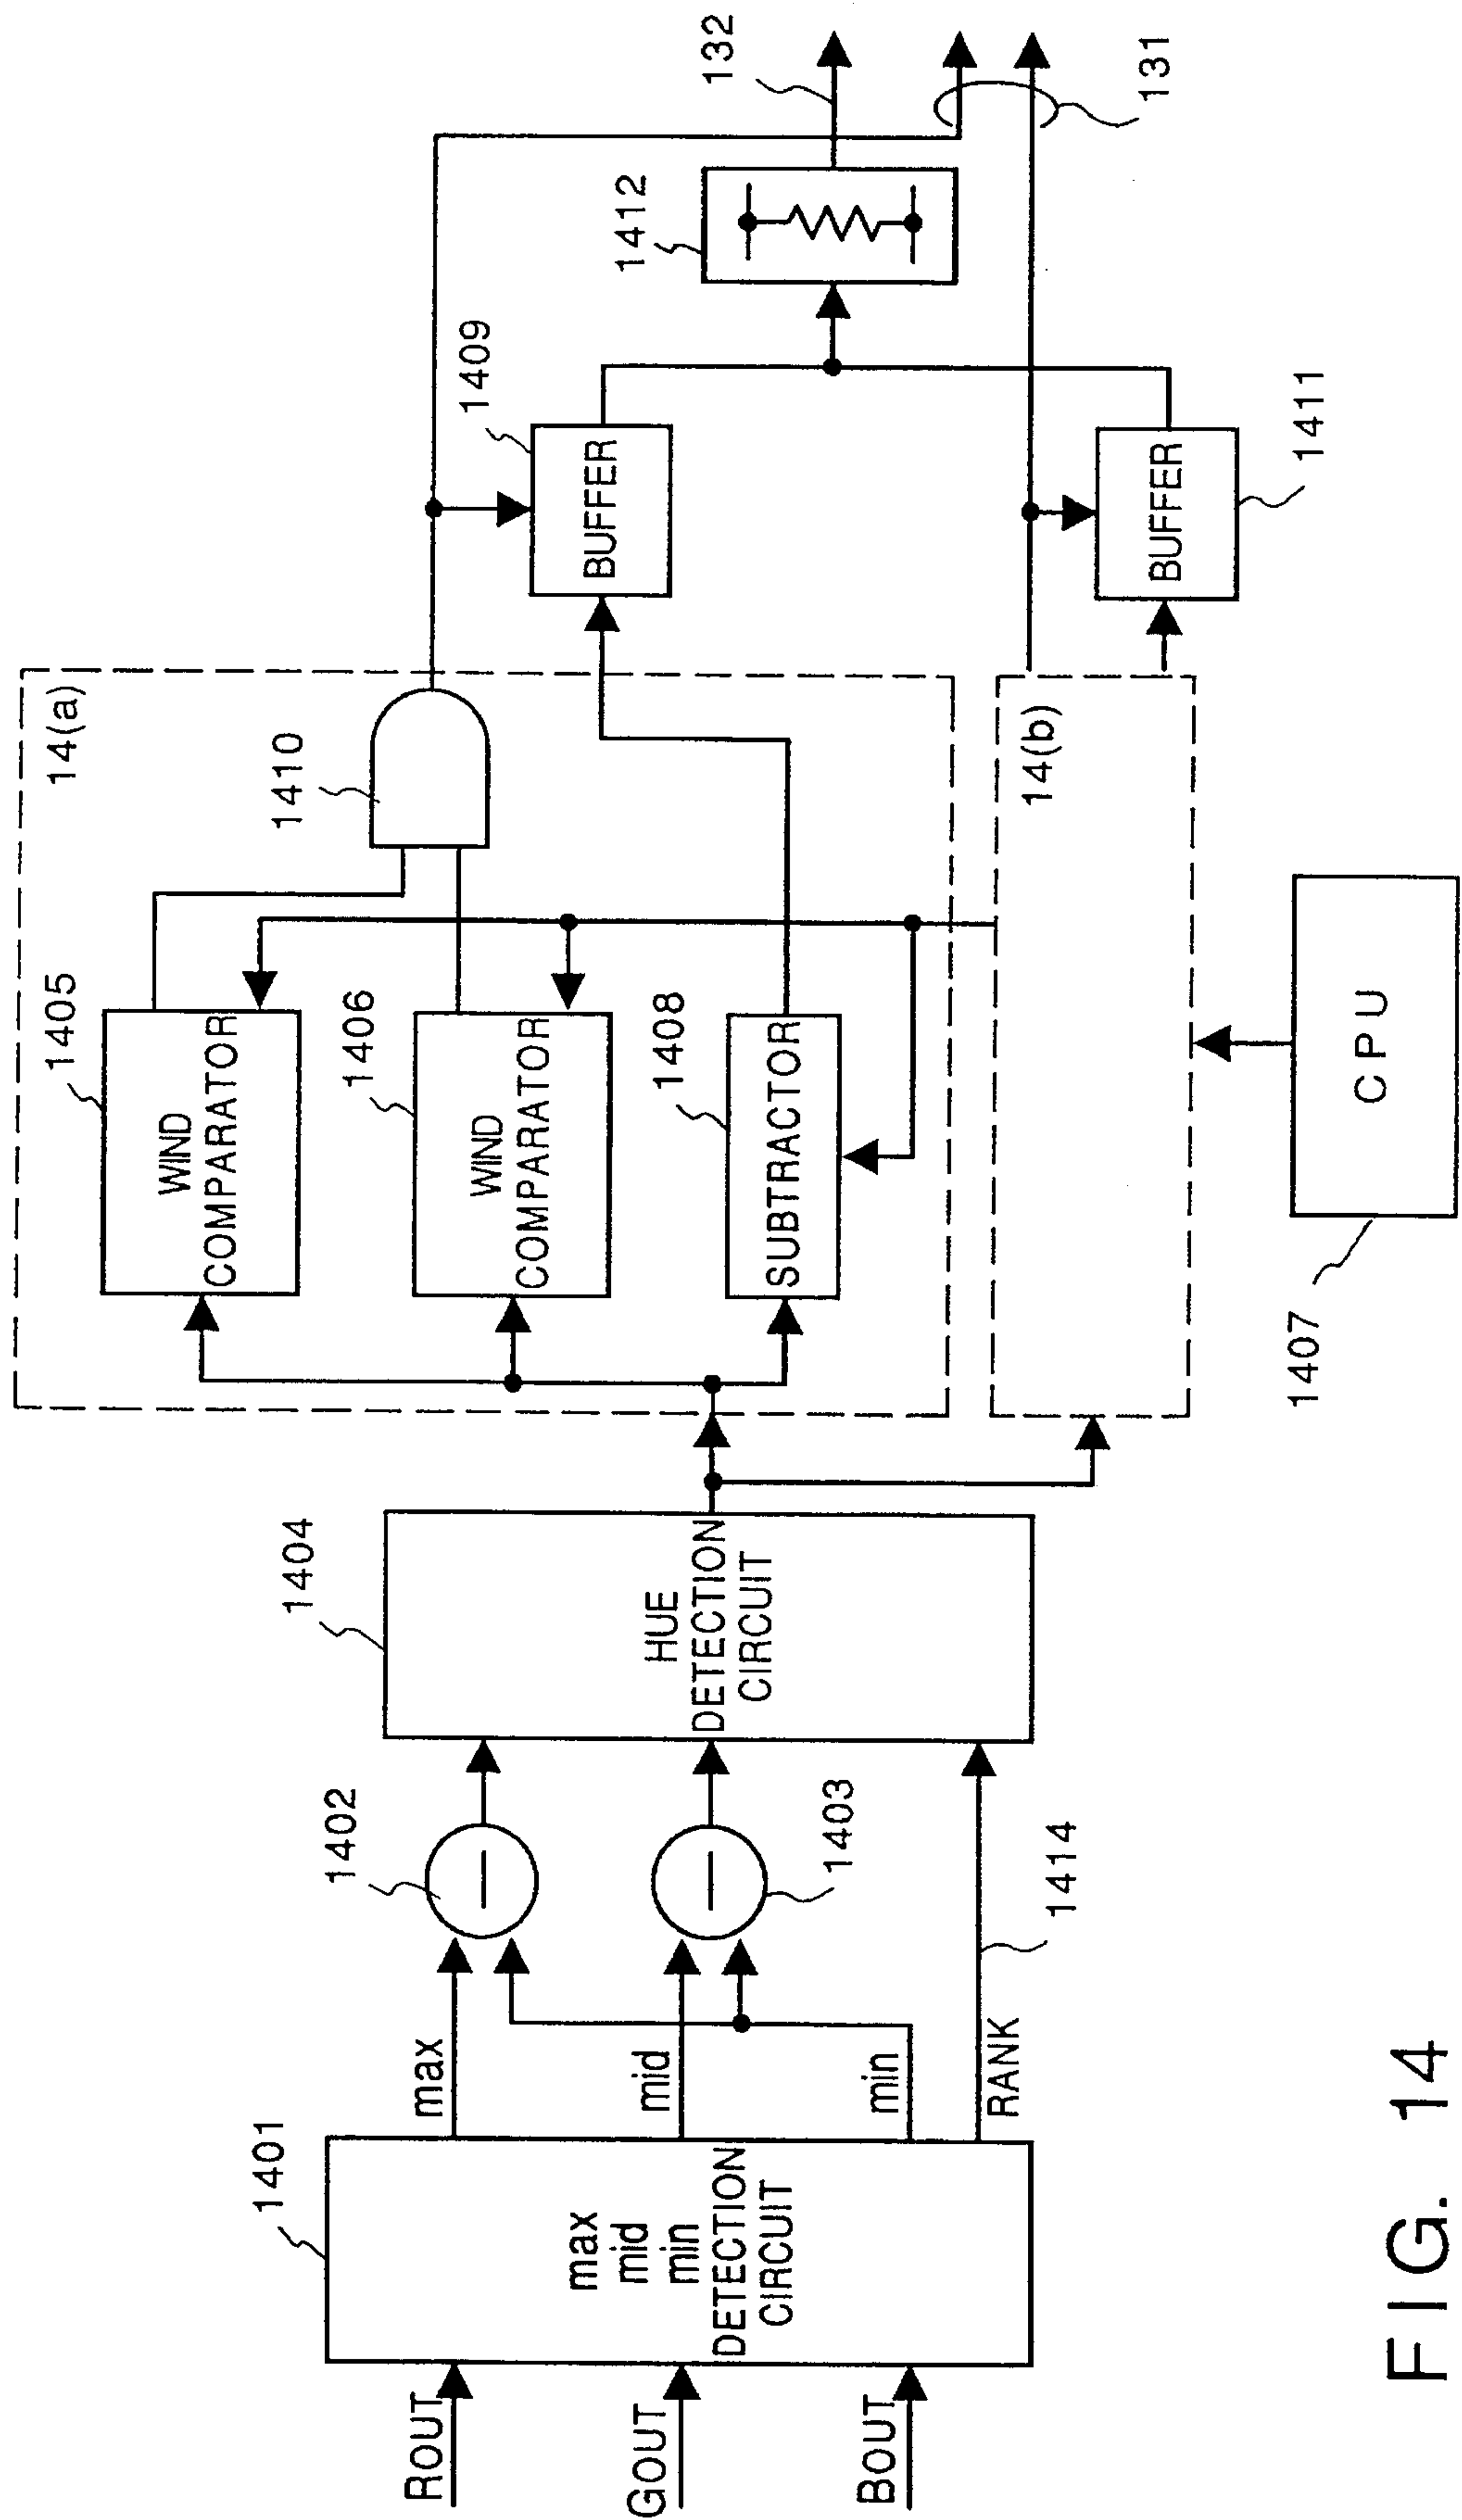 ROUT
GOUT
BOUT
1401
max
mid
min
DETECTION
CIRCUIT
max
mid
min
RANK
1402
1403
1414
1404
HUE
DETECTION
CIRCUIT
14(a)
1405
WIND
COMPARATOR
1406
WIND
COMPARATOR
1408
SUBTRACTOR
1410
14(b)
1407
CPU
1409
BUFFER
1411
BUFFER
1412
132
131
FIG. 14